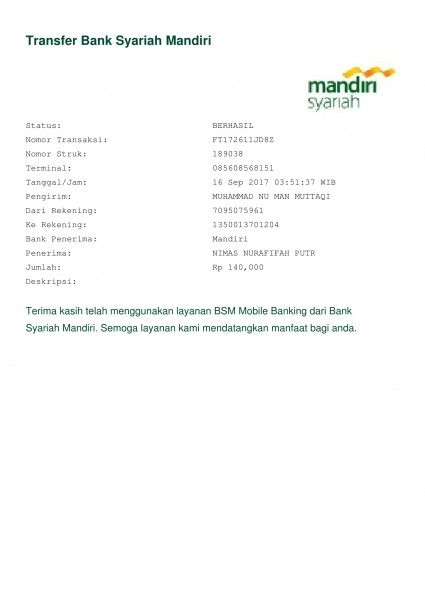 Transfer Bank Syariah Mandiri
mandiri
syariah
Status: BERHASIL
Nomor Transaksi: FT172611JD8Z
Nomor Struk: 189038
Terminal: 085608568151
Tanggal/Jam: 16 Sep 2017 03:51:37 WIB
Pengirim: MUHAMMAD NU MAN MUTTAQI
Dari Rekening: 7095075961
Ke Rekening: 1350013701204
Bank Penerima: Mandiri
Penerima: NIMAS NURAFIFAH PUTR
Jumlah: Rp 140,000
Deskripsi:
Terima kasih telah menggunakan layanan BSM Mobile Banking dari Bank
Syariah Mandiri. Semoga layanan kami mendatangkan manfaat bagi anda.